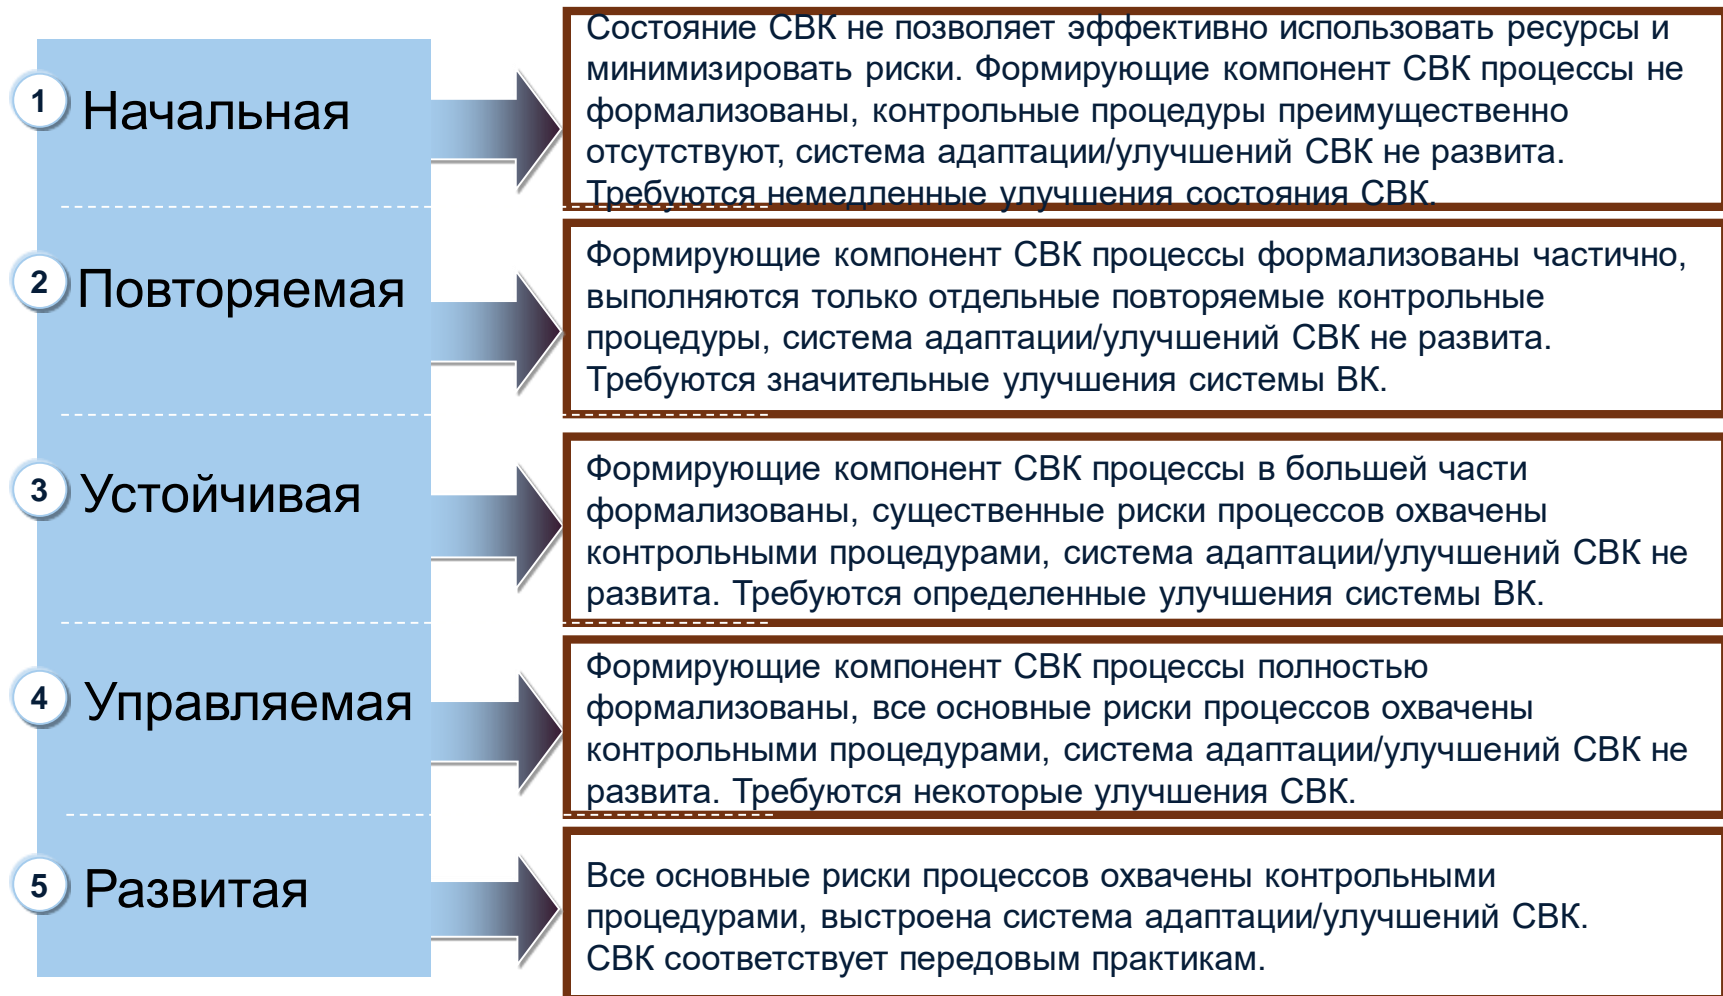 1 Начальная
Состояние СВК не позволяет эффективно использовать ресурсы и
минимизировать риски. Формирующие компонент СВК процессы не
формализованы, контрольные процедуры преимущественно
отсутствуют, система адаптации/улучшений СВК не развита.
Требуются немедленные улучшения состояния СВК.
2 Повторяемая
Формирующие компонент СВК процессы формализованы частично,
выполняются только отдельные повторяемые контрольные
процедуры, система адаптации/улучшений СВК не развита.
Требуются значительные улучшения системы ВК.
3 Устойчивая
Формирующие компонент СВК процессы в большей части
формализованы, существенные риски процессов охвачены
контрольными процедурами, система адаптации/улучшений СВК не
развита. Требуются определенные улучшения системы ВК.
4 Управляемая
Формирующие компонент СВК процессы полностью
формализованы, все основные риски процессов охвачены
контрольными процедурами, система адаптации/улучшений СВК не
развита. Требуются некоторые улучшения СВК.
5 Развитая
Все основные риски процессов охвачены контрольными
процедурами, выстроена система адаптации/улучшений СВК.
СВК соответствует передовым практикам.